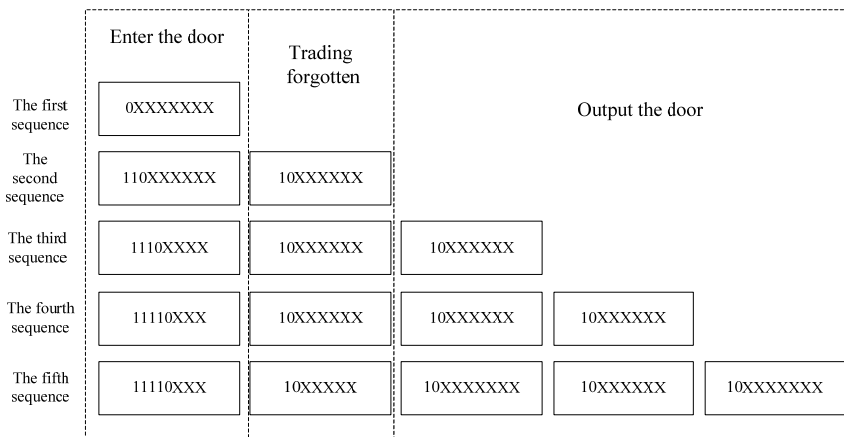 Enter the door
Trading
forgotten
Output the door
The first
sequence
0XXXXXXX
The
second
sequence
110XXXXXX
10XXXXXX
The third
sequence
1110XXXX
10XXXXXX
10XXXXXX
The fourth
sequence
11110XXX
10XXXXXX
10XXXXXX
10XXXXXX
The fifth
sequence
11110XXX
10XXXXX
10XXXXXXX
10XXXXXX
10XXXXXXX